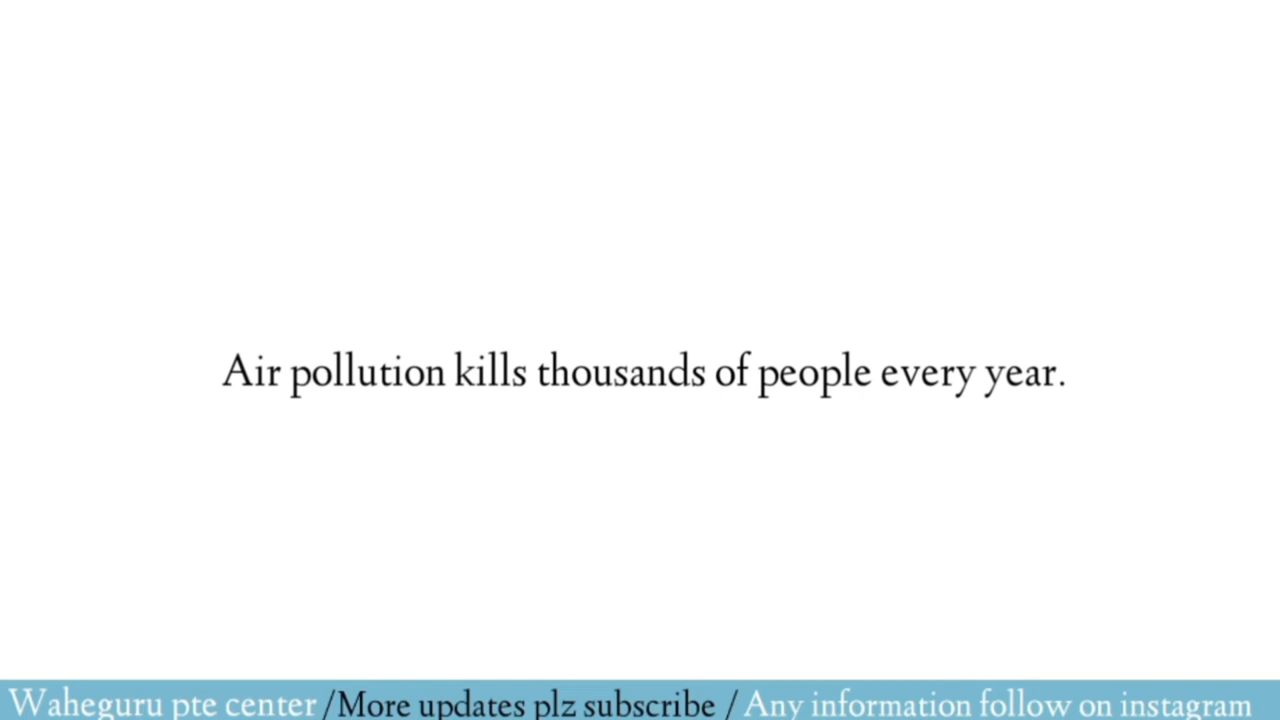 Air pollution kills thousands of people every year.
Waheguru pte center /More updates plz subscribe / Any information follow on instagram